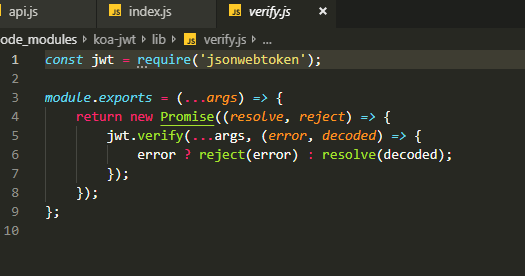 api.js
JS index.js
JS verify.js ×
ode_modules › koa-jwt › lib › JS verify.js › ...
1 const jwt = require('jsonwebtoken');
2
3 module.exports = (...args) => {
4 return new Promise((resolve, reject) => {
5 jwt.verify(...args, (error, decoded) => {
6 error ? reject(error) : resolve(decoded);
7 });
8 });
9 };
10